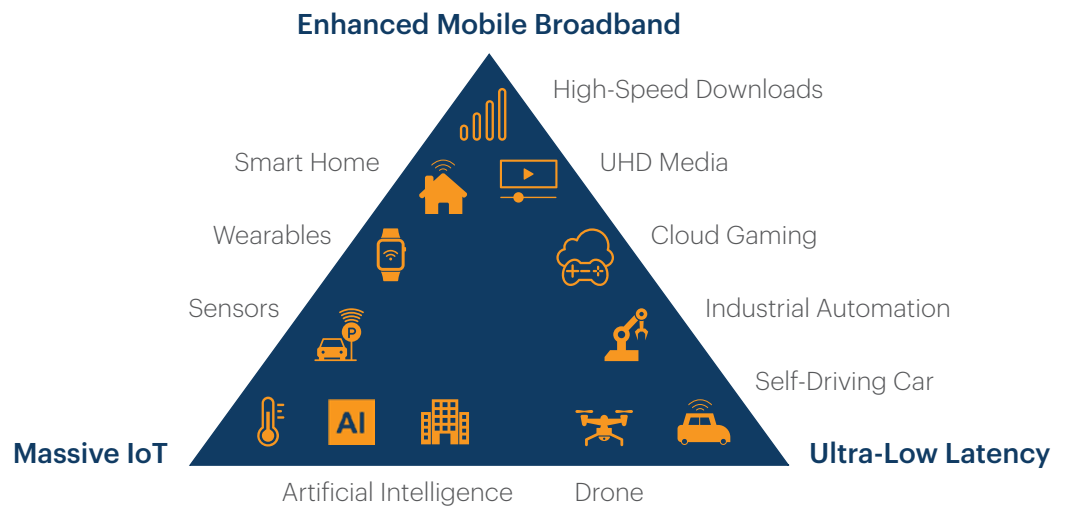 Enhanced Mobile Broadband
High-Speed Downloads
Smart Home
UHD Media
Wearables
Cloud Gaming
Sensors
P
Industrial Automation
Self-Driving Car
AI
Massive IoT
Ultra-Low Latency
Artificial Intelligence
Drone